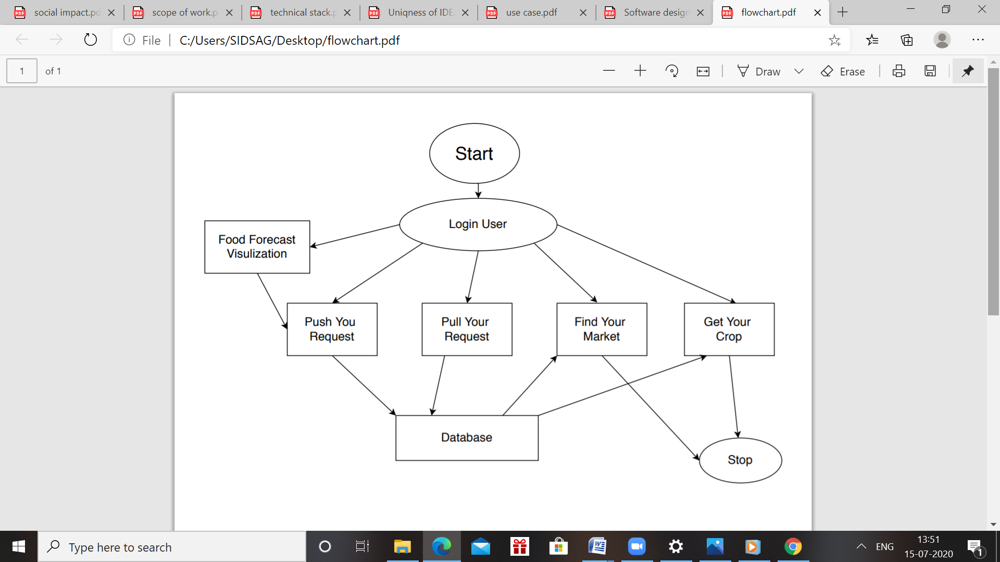 social impact.pd
scope of work.p
technical stack.p
Uniqness of IDE
use case.pdf
Software design
flowchart.pdf
File
C:/Users/SIDSAG/Desktop/flowchart.pdf
1
of 1
Draw
Erase
Start
Login User
Food Forecast
Visulization
Push You
Request
Pull Your
Request
Find Your
Market
Get Your
Crop
Database
Stop
Type here to search
ENG
13:51
15-07-2020
1